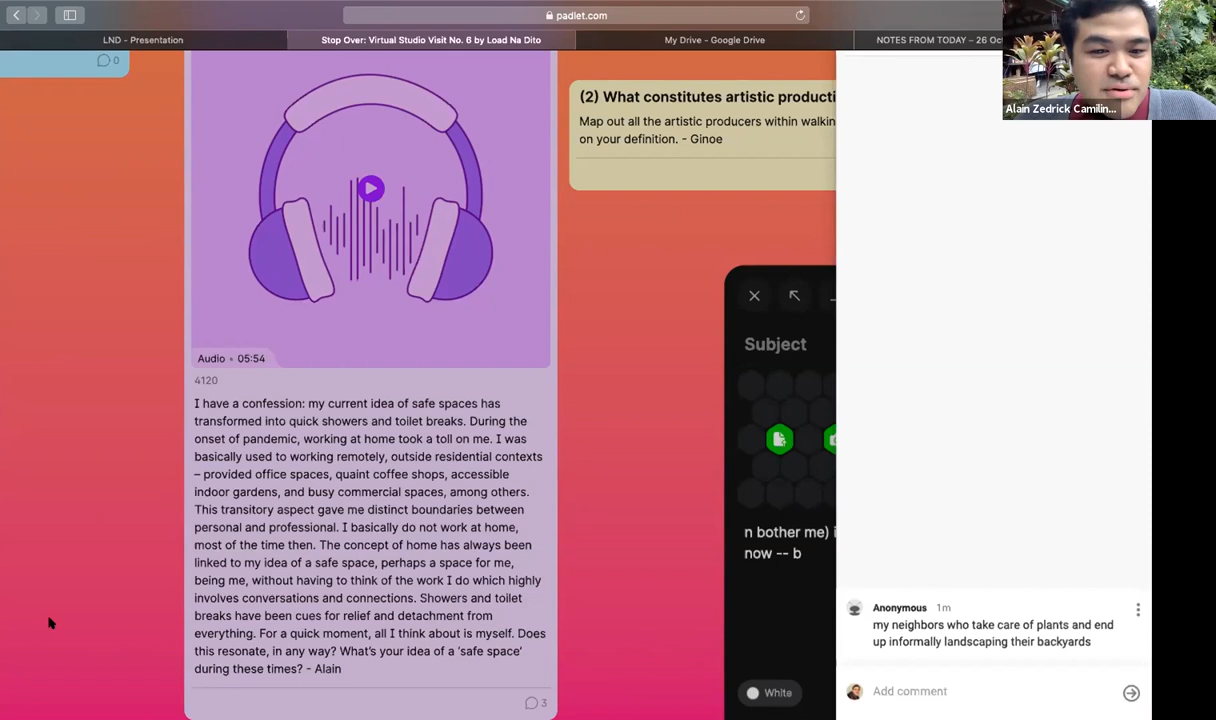 padlet.com
LND - Presentation
Stop Over: Virtual Studio Visit No. 6 by Load Na Dito
My Drive - Google Drive
NOTES FROM TODAY – 26 Oc
Alain Zedrick Camilin...
0
Audio • 05:54
4120
I have a confession: my current idea of safe spaces has
transformed into quick showers and toilet breaks. During the
onset of pandemic, working at home took a toll on me. I was
basically used to working remotely, outside residential contexts
– provided office spaces, quaint coffee shops, accessible
indoor gardens, and busy commercial spaces, among others.
This transitory aspect gave me distinct boundaries between
personal and professional. I basically do not work at home,
most of the time then. The concept of home has always been
linked to my idea of a safe space, perhaps a space for me,
being me, without having to think of the work I do which highly
involves conversations and connections. Showers and toilet
breaks have been cues for relief and detachment from
everything. For a quick moment, all I think about is myself. Does
this resonate, in any way? What's your idea of a 'safe space'
during these times? - Alain
3
(2) What constitutes artistic producti
Map out all the artistic producers within walkin
on your definition. - Ginoe
Subject
n bother me) i
now -- b
White
Anonymous 1m
my neighbors who take care of plants and end
up informally landscaping their backyards
Add comment